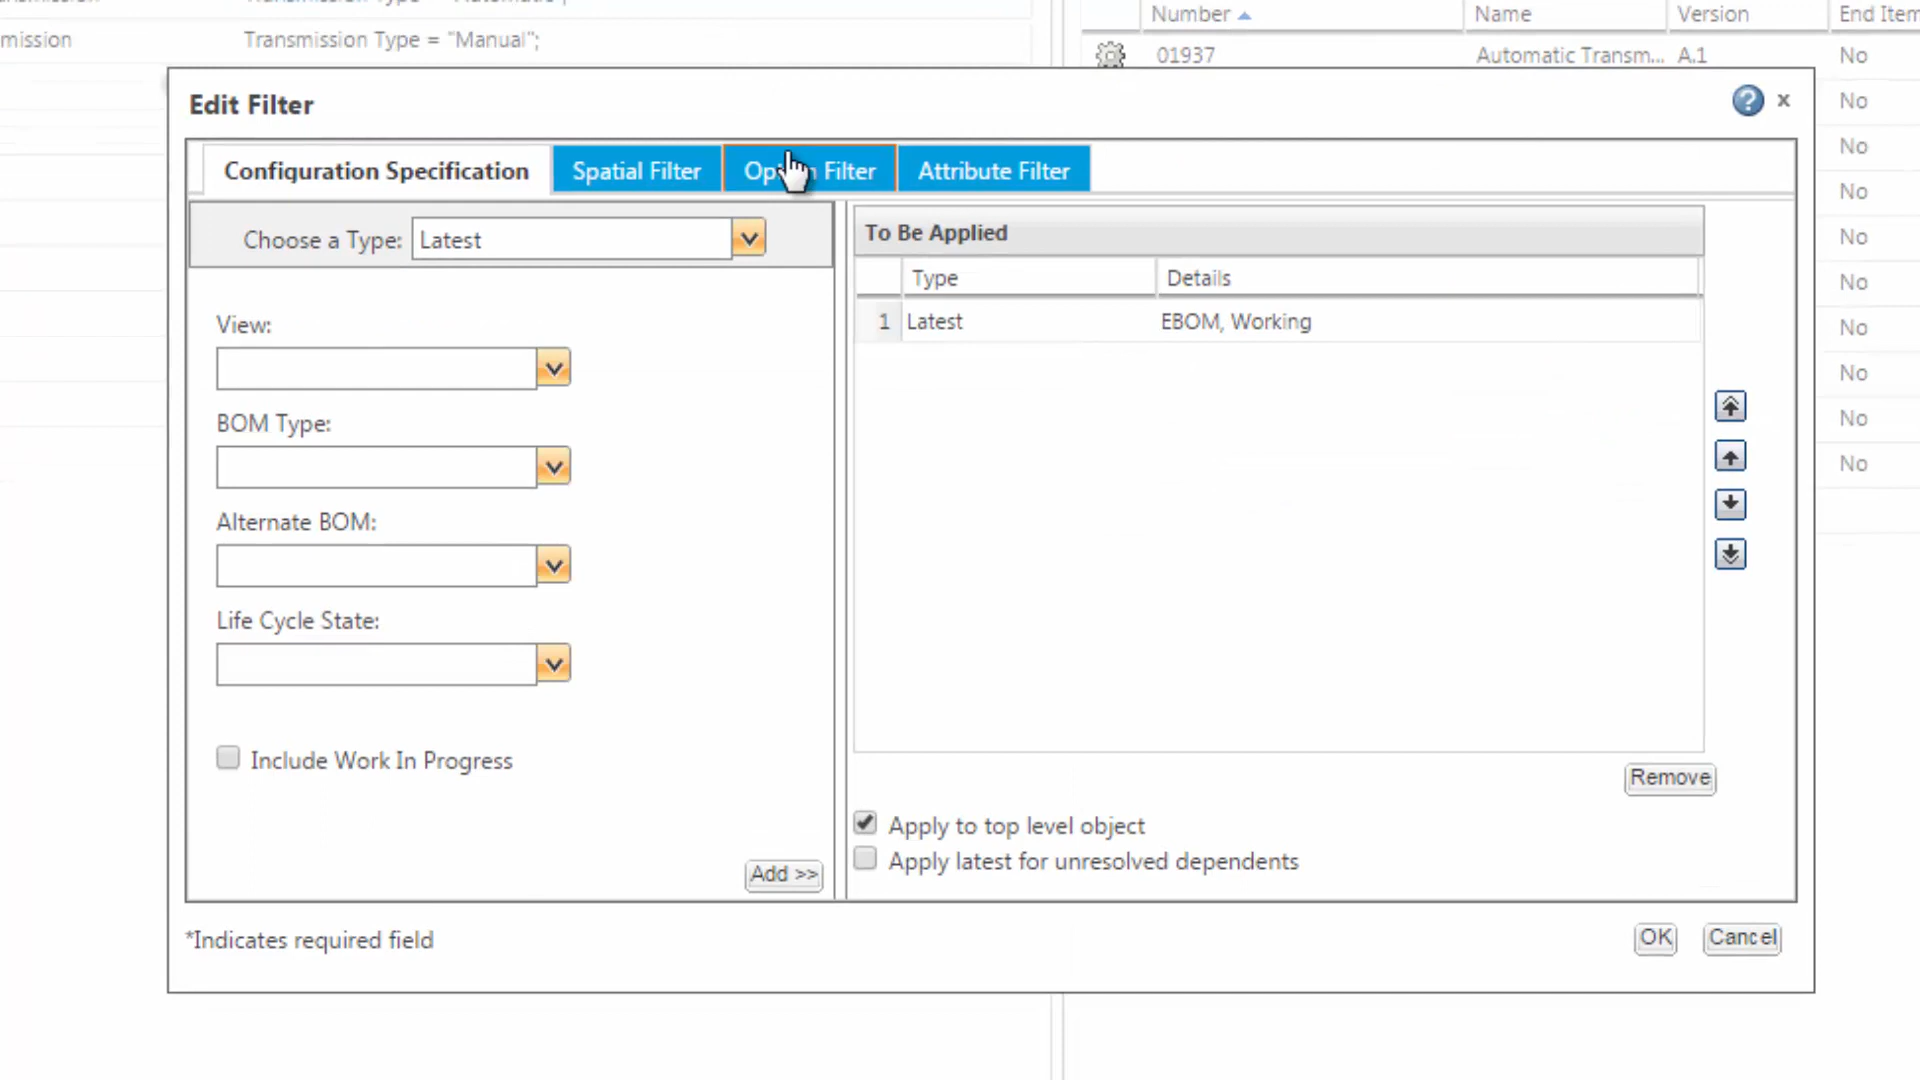 Transmission Type =
mission
Transmission Type = "Manual";
Number
Name
Version
End Item
01937
Automatic Transm...
A.1
No
Edit Filter
No
Configuration Specification
Spatial Filter
Filter
Attribute Filter
No
No
Choose a Type:
Latest
To Be Applied
No
Type
Details
No
1
Latest
EBOM, Working
View:
No
BOM Type:
No
No
No
Alternate BOM:
Life Cycle State:
Include Work In Progress
Remove
Apply to top level object
Apply latest for unresolved dependents
Add >>
*Indicates required field
OK
Cancel